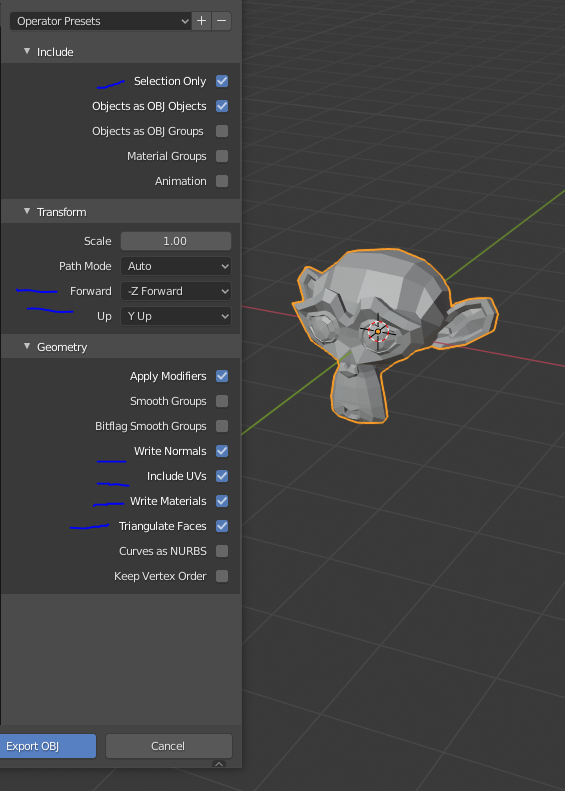 Operator Presets
Include
Selection Only
Objects as OBJ Objects
Objects as OBJ Groups
Material Groups
Animation
Transform
Scale 1.00
Path Mode Auto
Forward -Z Forward
Up Y Up
Geometry
Apply Modifiers
Smooth Groups
Bitflag Smooth Groups
Write Normals
Include UVs
Write Materials
Triangulate Faces
Curves as NURBS
Keep Vertex Order
Export OBJ Cancel